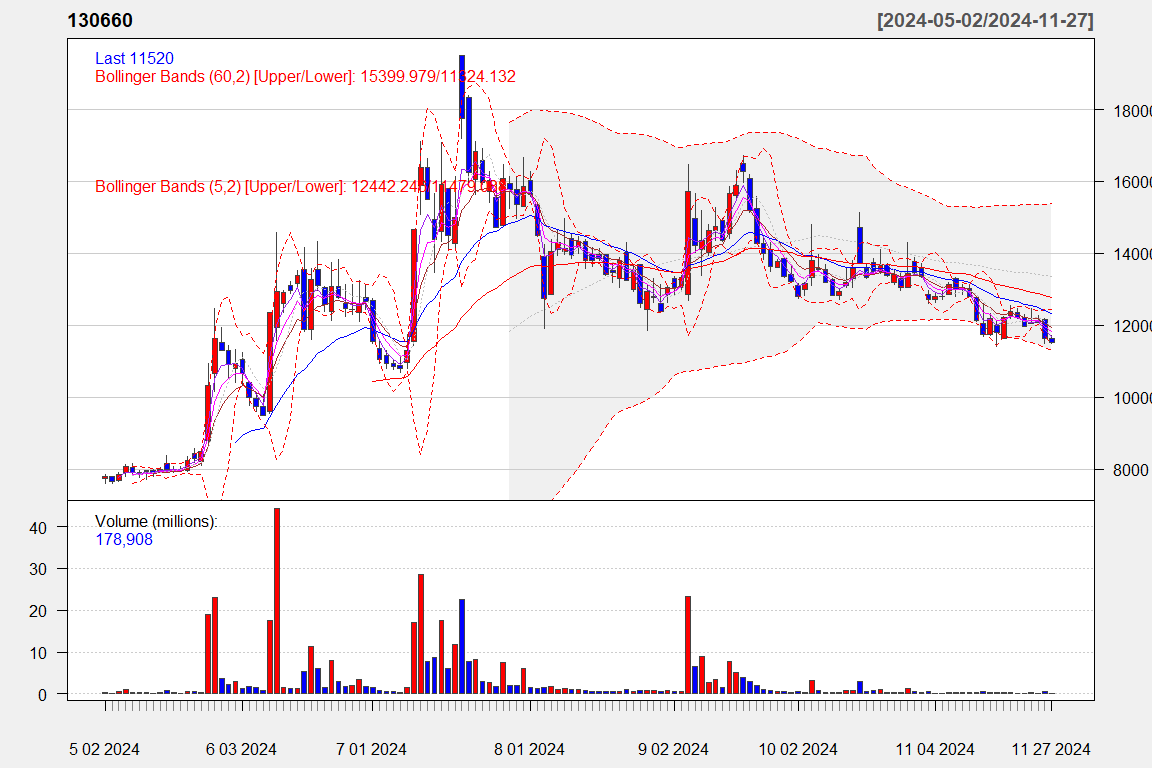 130660 [2024-05-02/2024-11-27]
Last 11520
Bollinger Bands (60,2) [Upper/Lower]: 15399.979/11324.132
Bollinger Bands (5,2) [Upper/Lower]: 12442.24
18000
16000
14000
12000
10000
8000
Volume (millions):
178,908
40
30
20
10
0
5 02 2024 6 03 2024 7 01 2024 8 01 2024 9 02 2024 10 02 2024 11 04 2024 11 27 2024